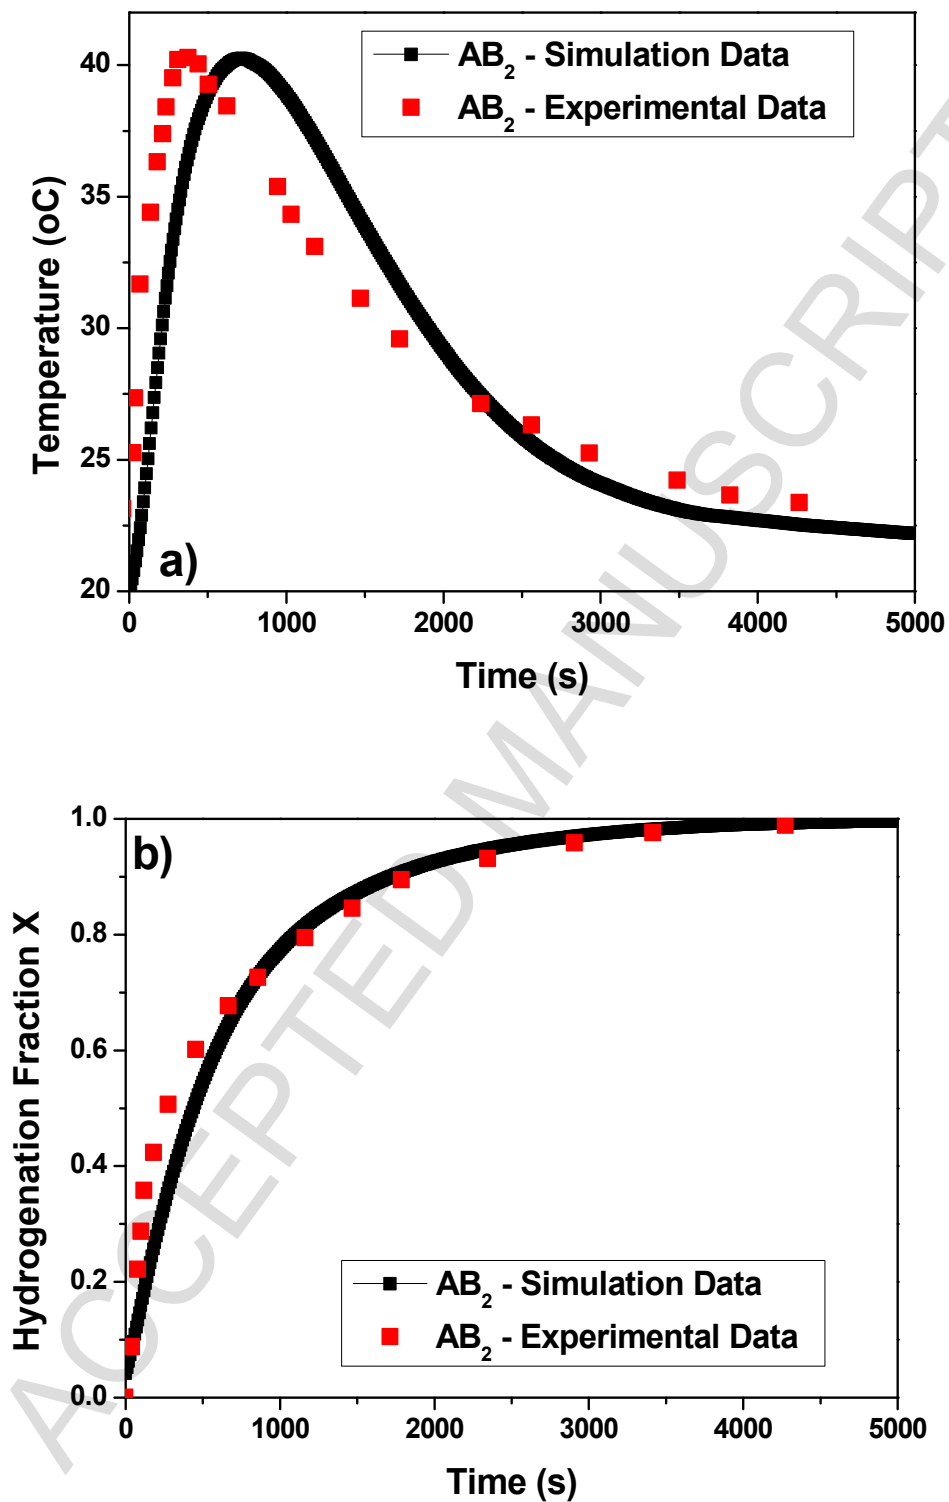 AB2 - Simulation Data
AB2 - Experimental Data
40
35
30
25
20
Temperature (oC)
a)
0 1000 2000 3000 4000 5000
Time (s)
ACCEPTED MANUSCRIPT
1.0
0.8
0.6
0.4
0.2
0.0
Hydrogenation Fraction X
b)
AB2 - Simulation Data
AB2 - Experimental Data
0 1000 2000 3000 4000 5000
Time (s)